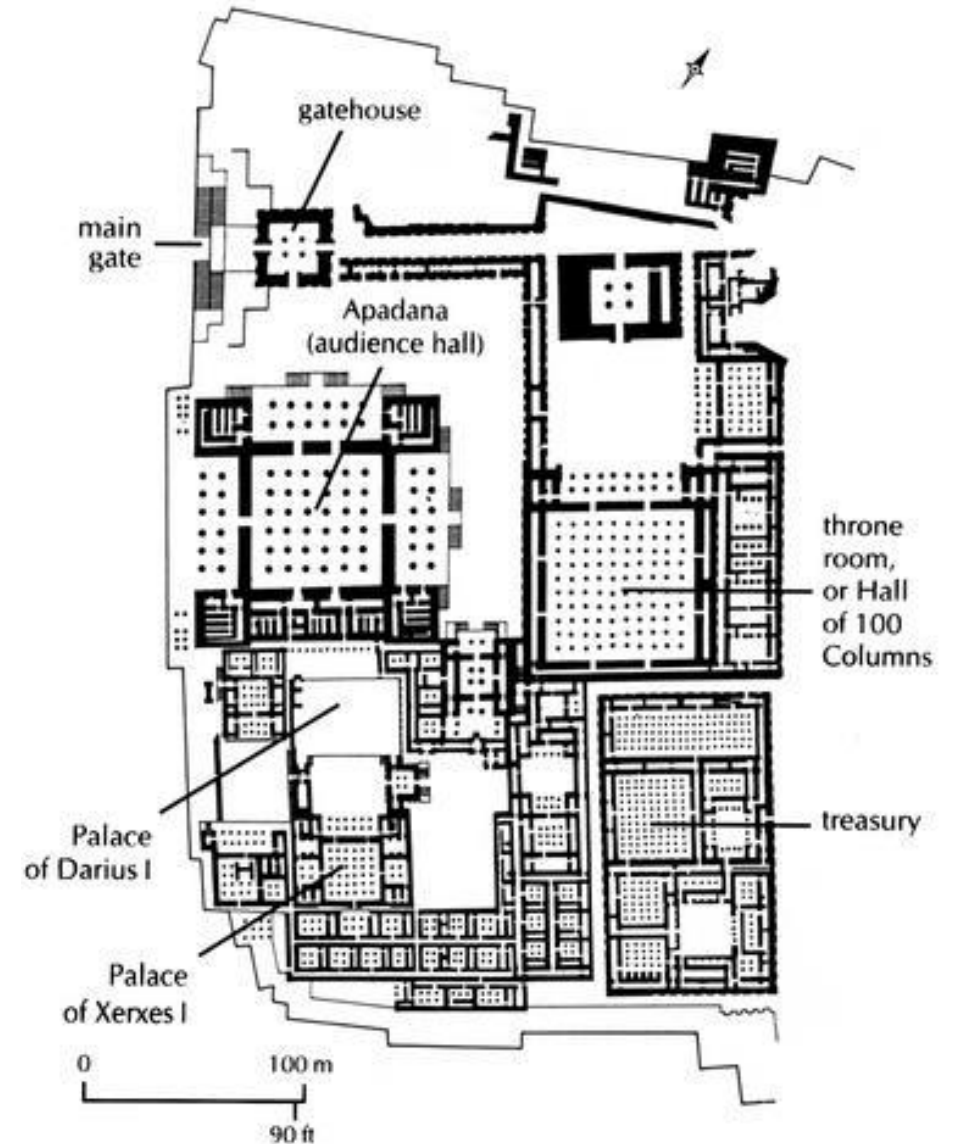 gatehouse
main
gate
Apadana
(audience hall)
throne
room,
or Hall
of 100
Columns
treasury
Palace
of Darius I
Palace
of Xerxes I
0 100 m
90 ft